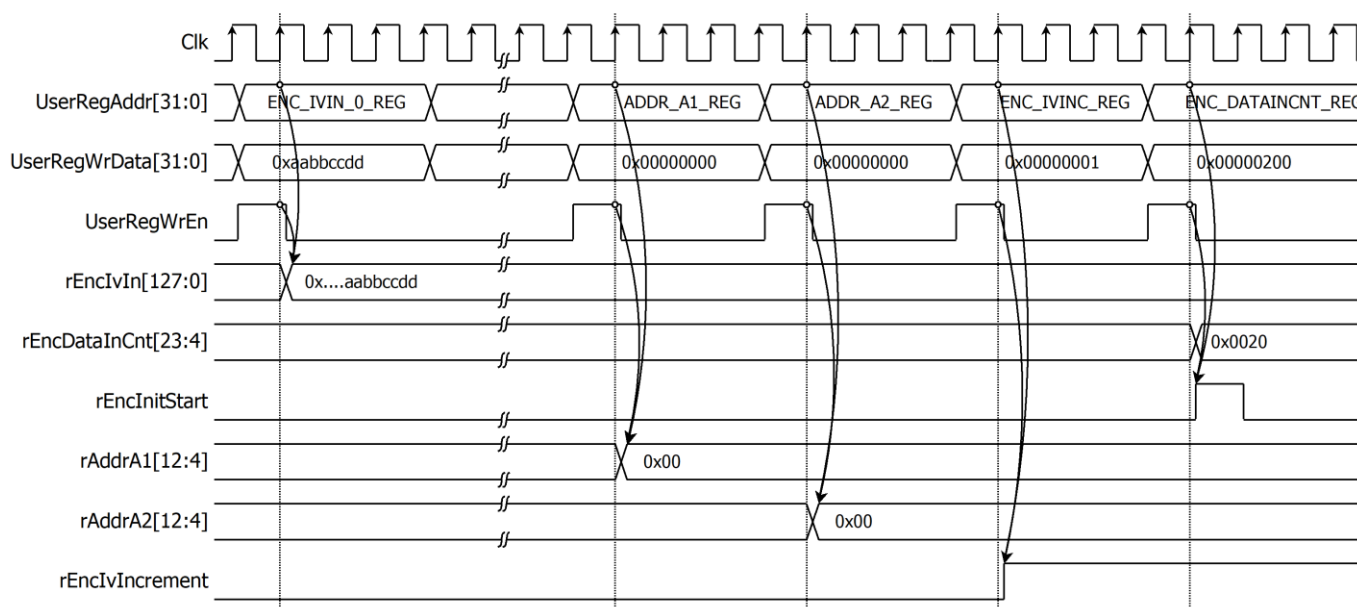 Clk
UserRegAddr[31:0] ENC_IVIN_0_REG ADDR_A1_REG ADDR_A2_REG ENC_IVINC_REG ENC_DATAINCNT_REG
UserRegWrData[31:0] 0xaabbccdd 0x00000000 0x00000000 0x00000001 0x00000200
UserRegWrEn
rEncIvIn[127:0] 0x....aabbccdd
rEncDataInCnt[23:4] 0x0020
rEncInitStart
rAddrA1[12:4] 0x00
rAddrA2[12:4] 0x00
rEncIvIncrement